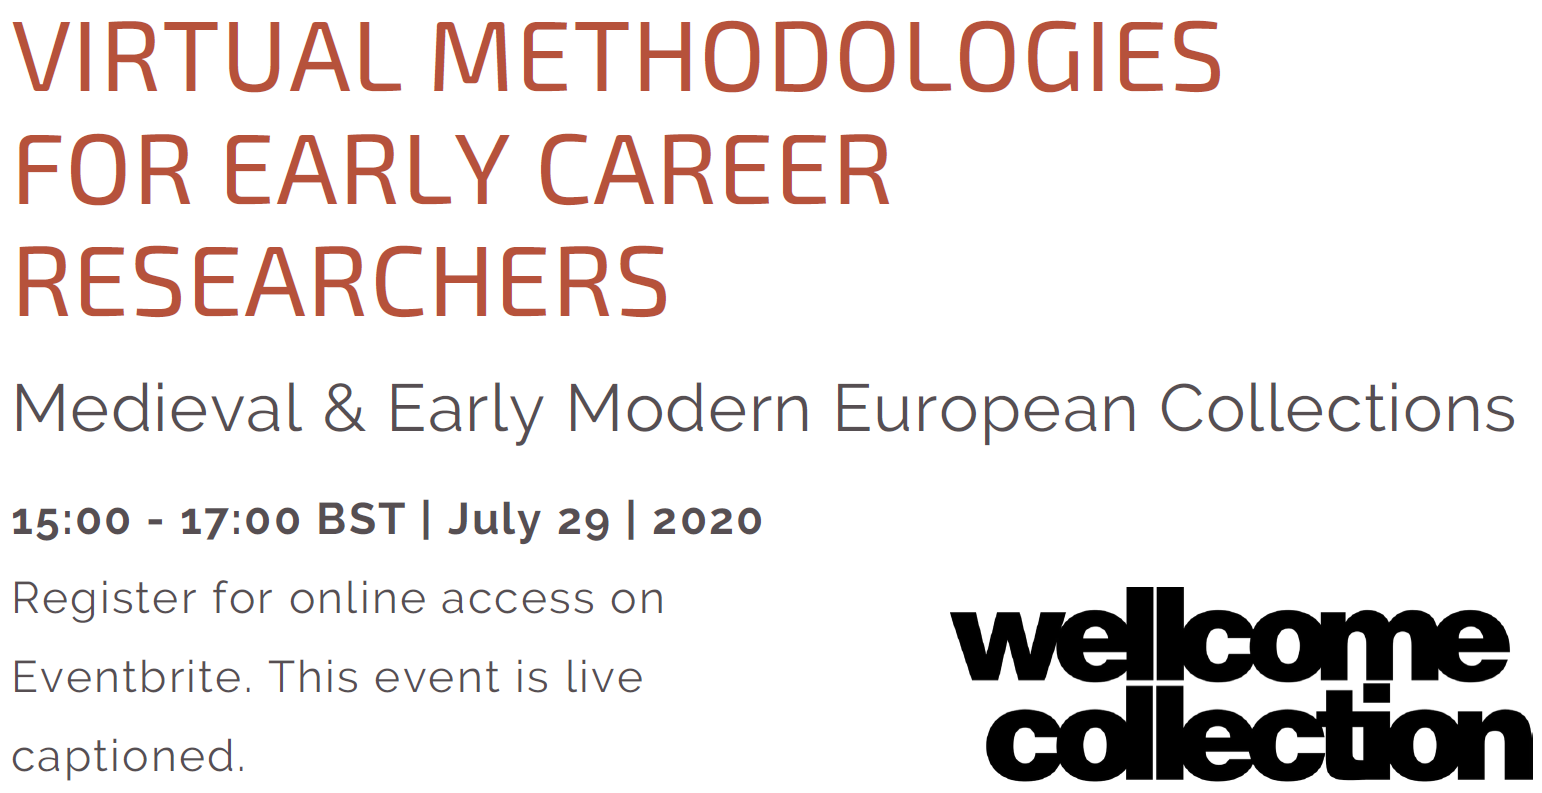 VIRTUAL METHODOLOGIES
FOR EARLY CAREER
RESEARCHERS
Medieval & Early Modern European Collections
15:00 - 17:00 BST | July 29 | 2020
Register for online access on
Eventbrite. This event is live
captioned.
wellcome
collection